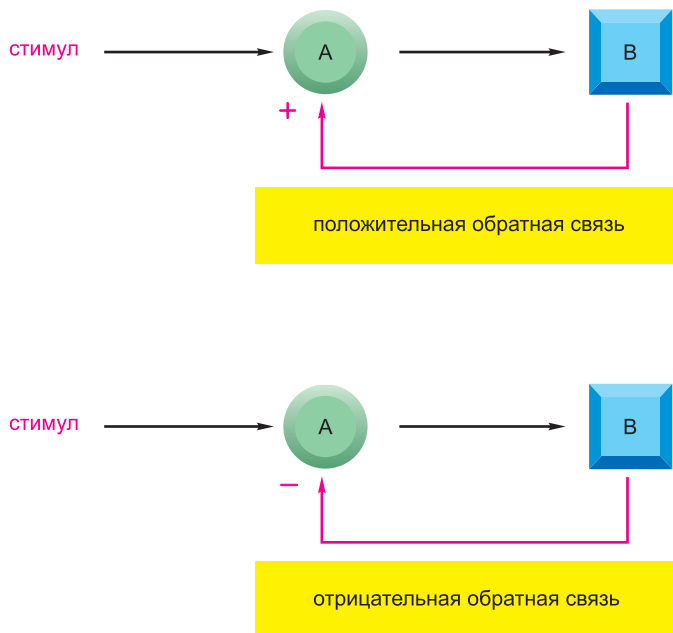 стимул A B
+
положительная обратная связь
стимул A B
–
отрицательная обратная связь